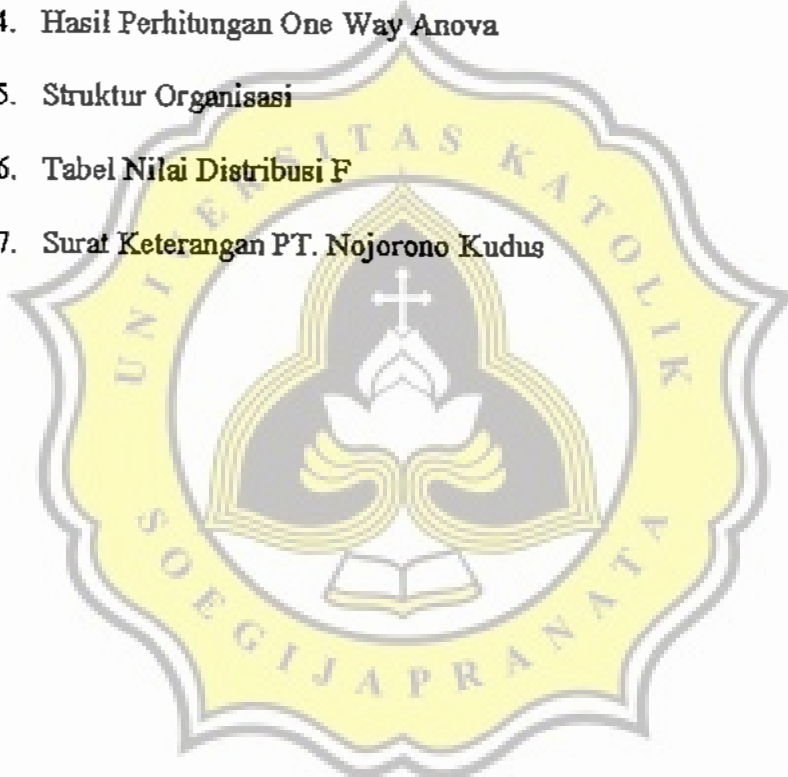 4. Hasil Perhitungan One Way Anova
5. Struktur Organisasi
6. Tabel Nilai Distribusi F
7. Surat Keterangan PT. Nojorono Kudus
UNIVERSITAS KATOLIK
SOEGIJAPRANATA